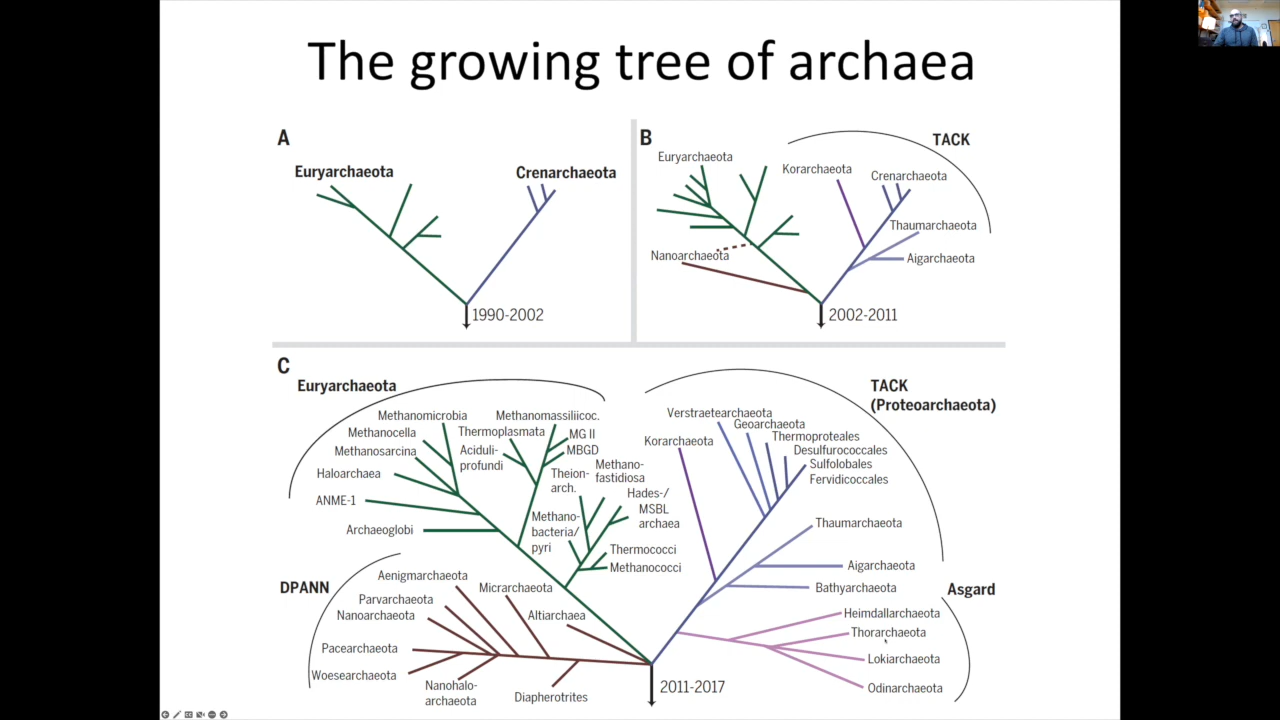 The growing tree of archaea
A
Euryarchaeota
Crenarchaeota
1990-2002
B
TACK
Euryarchaeota
Korarchaeota
Crenarchaeota
Thaumarchaeota
Nanoarchaeota
Aigarchaeota
2002-2011
C
Euryarchaeota
TACK
(Proteoarchaeota)
Methanomicrobia
Methanocella
Methanosarcina
Haloarchaea
ANME-1
Archaeoglobi
Methanomassiliicoc.
Thermoplasmata
MG II
MBGD
Aciduli-
profundi
Theion-
arch.
Methano-
fastidiosa
Hades-/
MSBL
archaea
Methano-
bacteria/
pyri
Thermococci
Methanococci
Verstraetearchaeota
Geoarchaeota
Korarchaeota
Thermoproteales
Desulfurococcales
Sulfolobales
Fervidicoccales
Thaumarchaeota
Aigarchaeota
Bathyarchaeota
DPANN
Aenigmarchaeota
Parvarchaeota
Nanoarchaeota
Micrarchaeota
Altiarchaea
Pacearchaeota
Woesearchaeota
Nanohalo-
archaeota
Diapherotrites
Asgard
Heimdallarchaeota
Thorarchaeota
Lokiarchaeota
Odinarchaeota
2011-2017